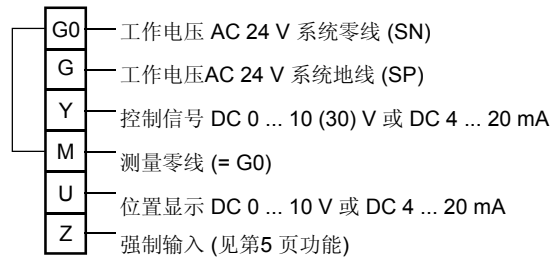 G0 工作电压 AC 24 V 系统零线 (SN)
G 工作电压AC 24 V 系统地线 (SP)
Y 控制信号 DC 0 ... 10 (30) V 或 DC 4 ... 20 mA
M 测量零线 (= G0)
U 位置显示 DC 0 ... 10 V 或 DC 4 ... 20 mA
Z 强制输入 (见第5 页功能)